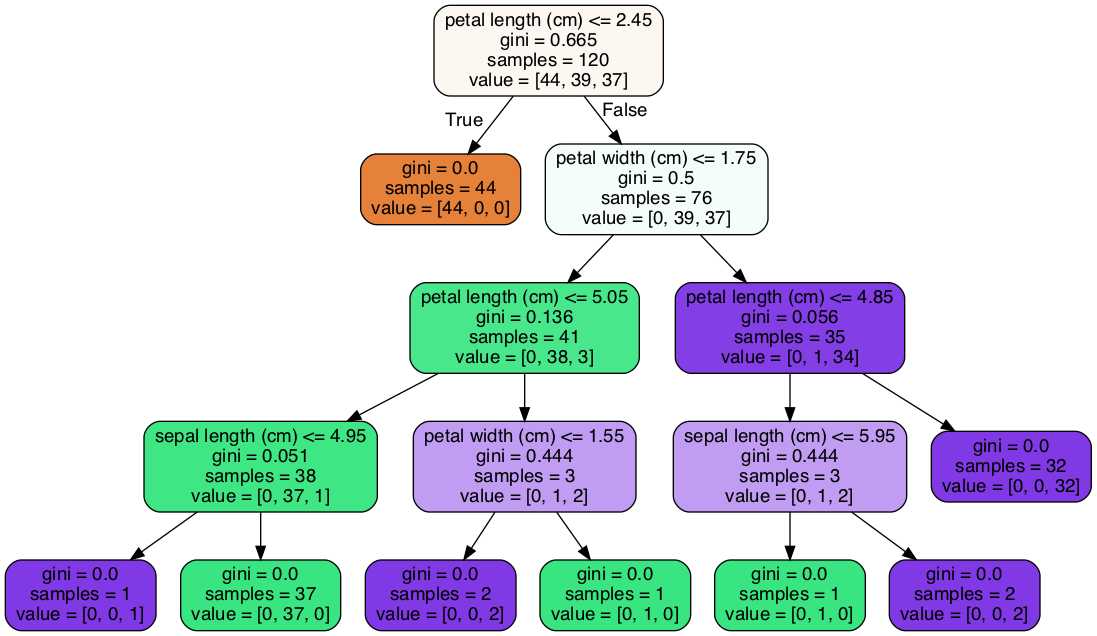 petal length (cm) <= 2.45
gini = 0.665
samples = 120
value = [44, 39, 37]
True
False
gini = 0.0
samples = 44
value = [44, 0, 0]
petal width (cm) <= 1.75
gini = 0.5
samples = 76
value = [0, 39, 37]
petal length (cm) <= 5.05
gini = 0.136
samples = 41
value = [0, 38, 3]
petal length (cm) <= 4.85
gini = 0.056
samples = 35
value = [0, 1, 34]
sepal length (cm) <= 4.95
gini = 0.051
samples = 38
value = [0, 37, 1]
petal width (cm) <= 1.55
gini = 0.444
samples = 3
value = [0, 1, 2]
sepal length (cm) <= 5.95
gini = 0.444
samples = 3
value = [0, 1, 2]
gini = 0.0
samples = 32
value = [0, 0, 32]
gini = 0.0
samples = 1
value = [0, 0, 1]
gini = 0.0
samples = 37
value = [0, 37, 0]
gini = 0.0
samples = 2
value = [0, 0, 2]
gini = 0.0
samples = 1
value = [0, 1, 0]
gini = 0.0
samples = 1
value = [0, 1, 0]
gini = 0.0
samples = 2
value = [0, 0, 2]